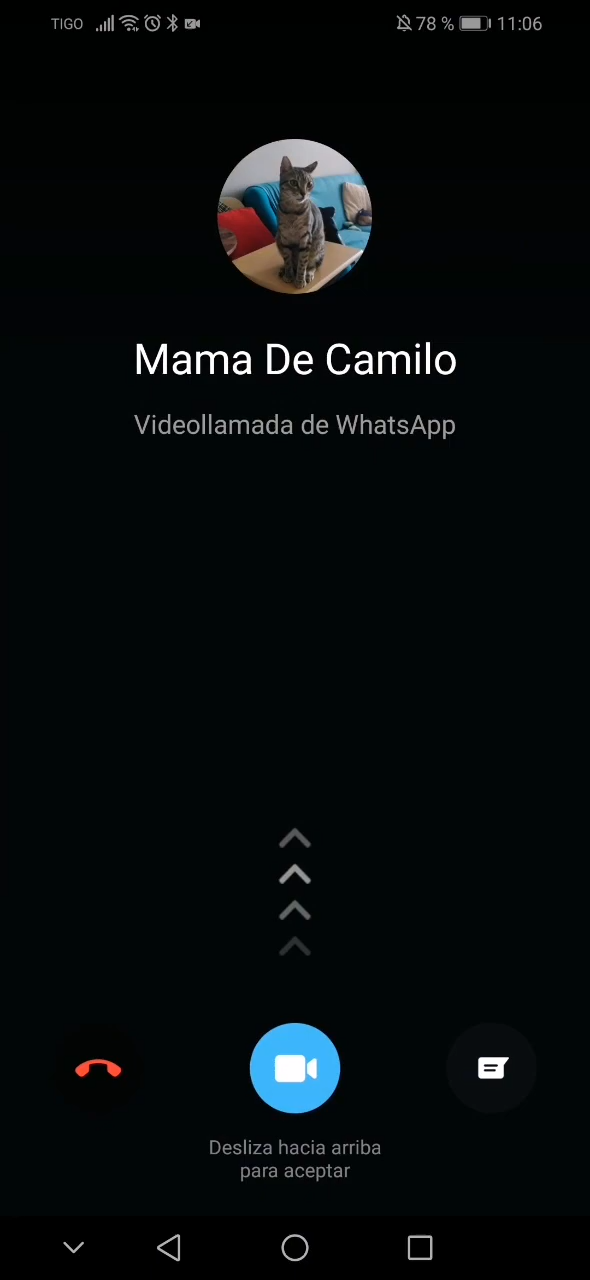 TIGO 78 % 11:06
Mama De Camilo
Videollamada de WhatsApp
Desliza hacia arriba
para aceptar